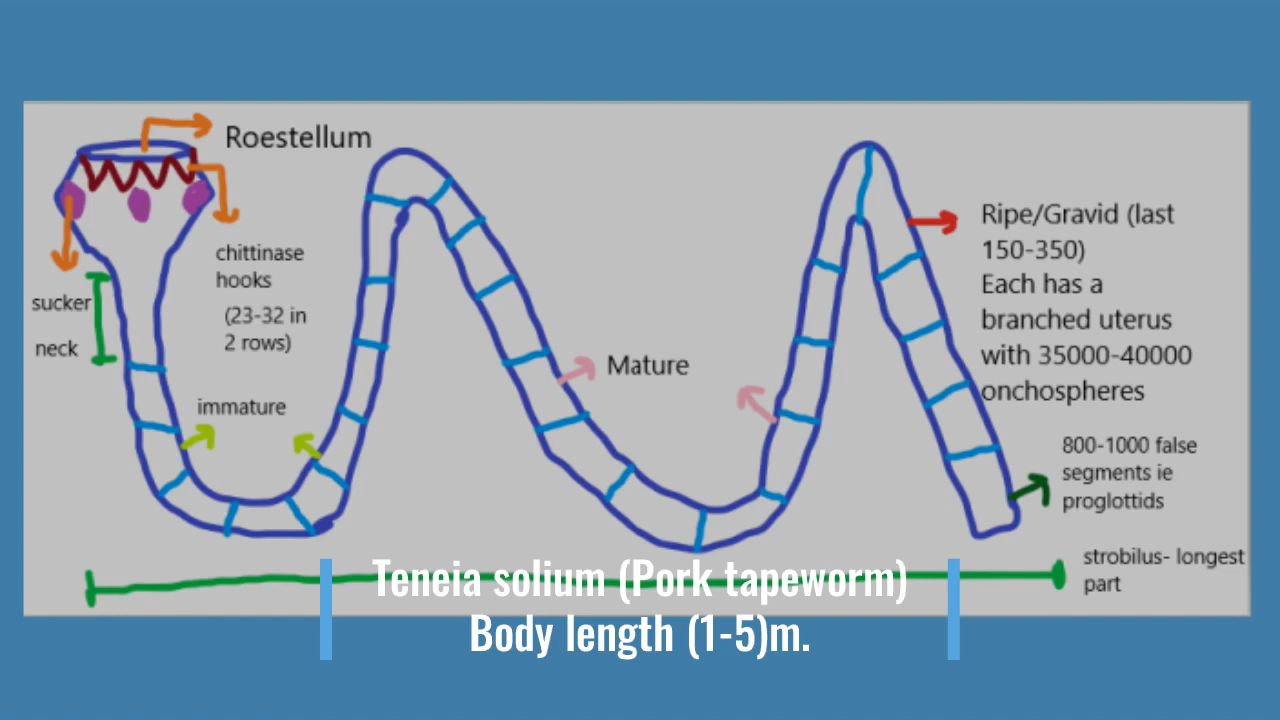 Roestellum
chittinase
hooks
(23-32 in
2 rows)
sucker
neck
immature
Mature
Ripe/Gravid (last
150-350)
Each has a
branched uterus
with 35000-40000
onchospheres
800-1000 false
segments ie
proglottids
strobilus- longest
part
Teneia solium (Pork tapeworm)
Body length (1-5)m.